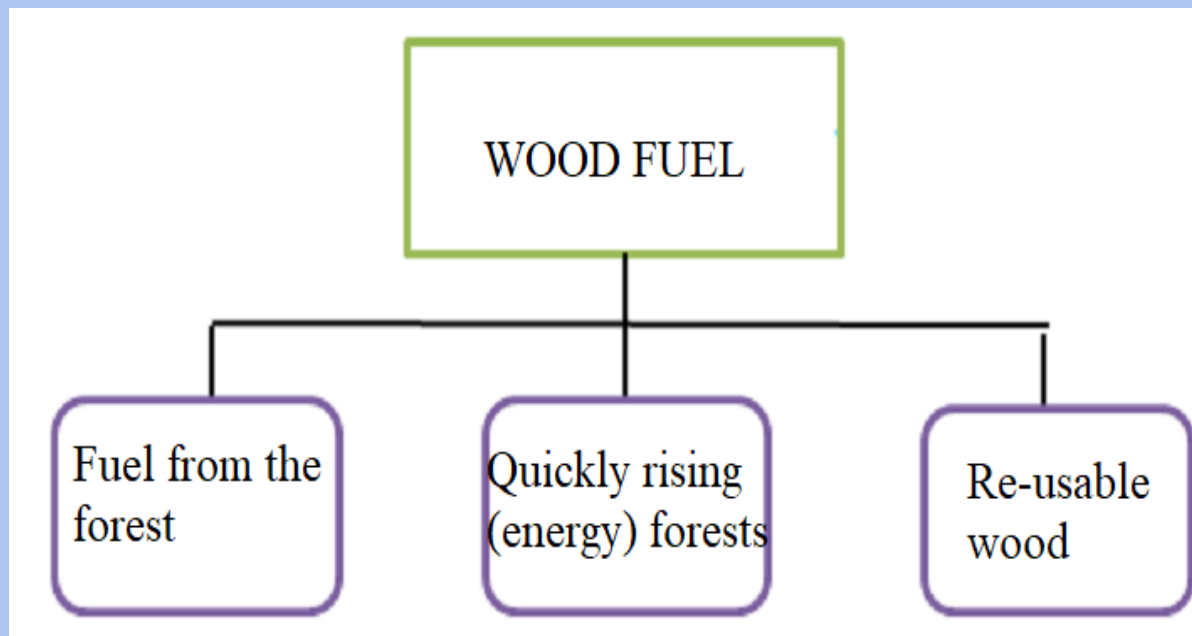 WOOD FUEL
Fuel from the
forest
Quickly rising
(energy) forests
Re-usable
wood